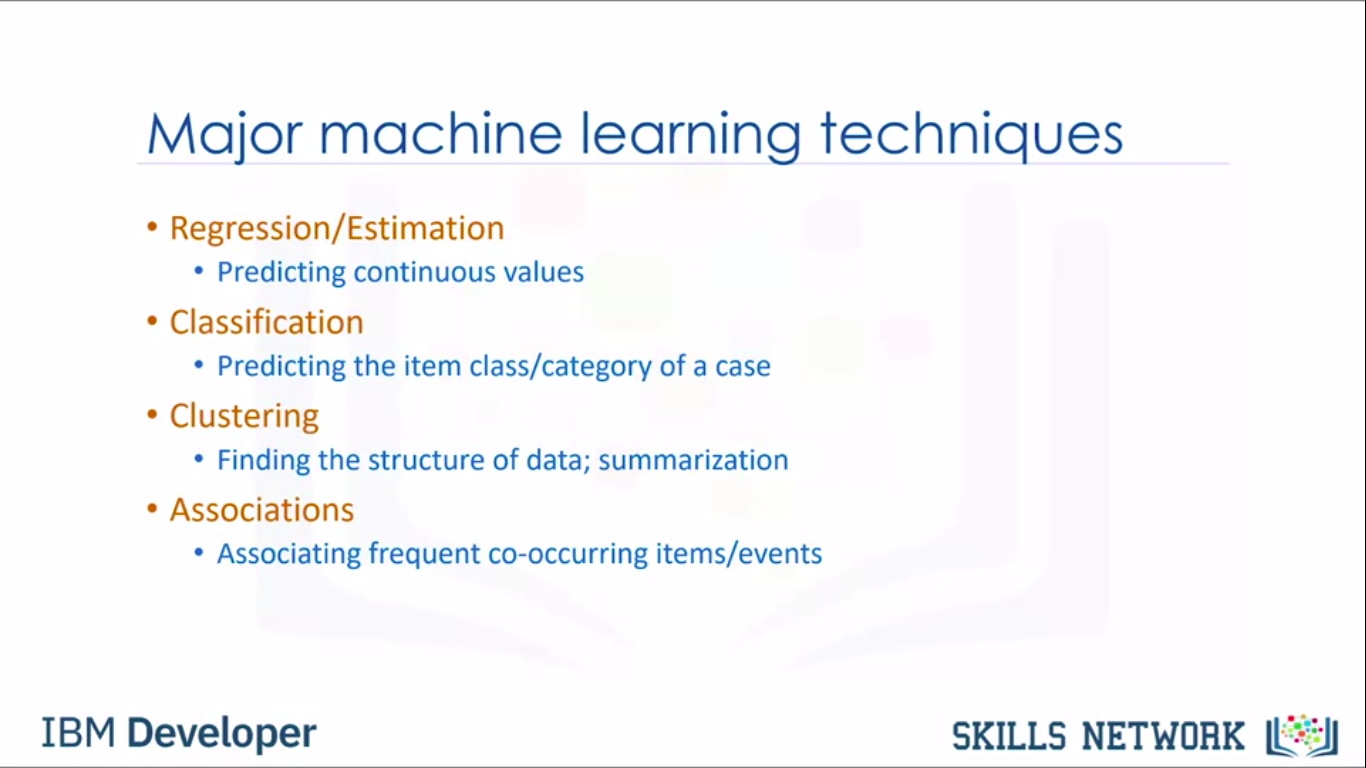 Major machine learning techniques
• Regression/Estimation
• Predicting continuous values
• Classification
• Predicting the item class/category of a case
• Clustering
• Finding the structure of data; summarization
• Associations
• Associating frequent co-occurring items/events
IBM Developer
SKILLS NETWORK